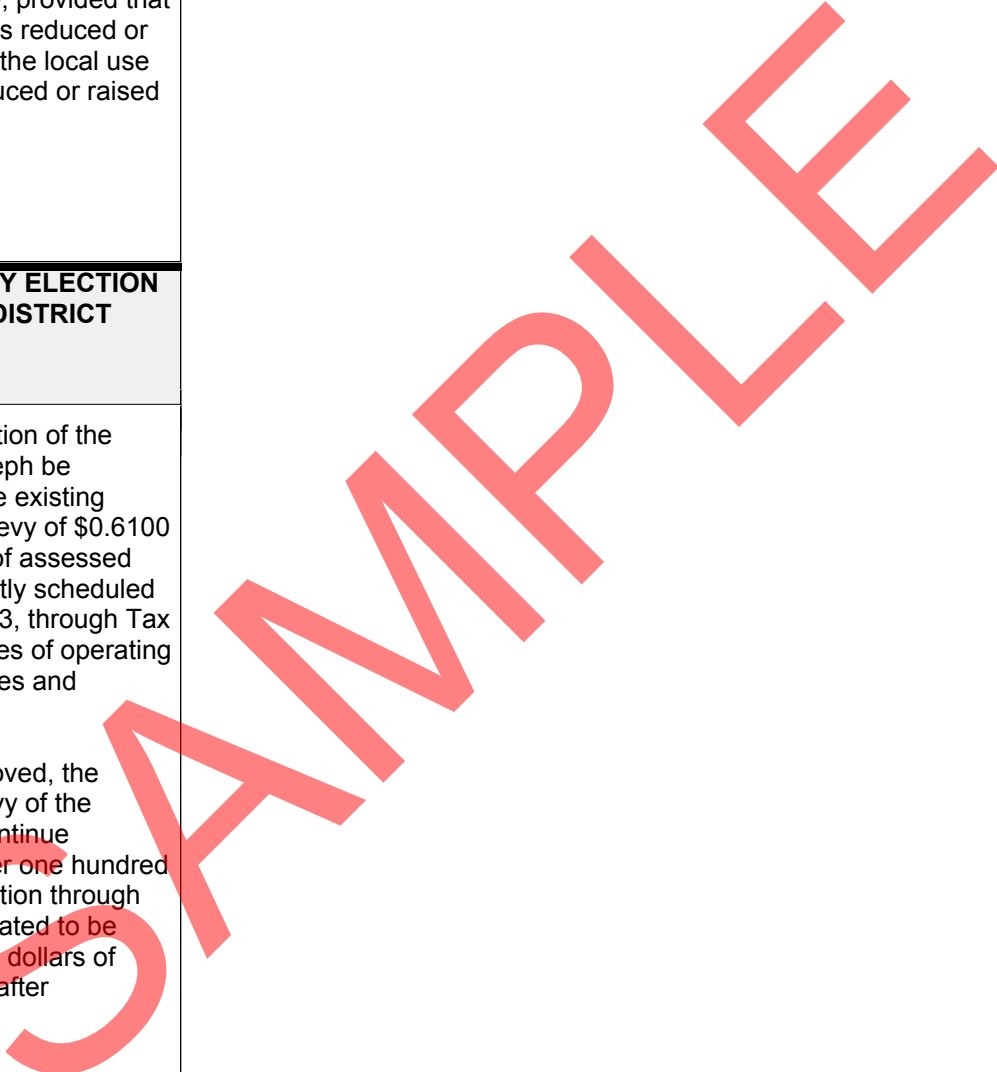 , provided that
s reduced or
the local use
uced or raised
Y ELECTION
DISTRICT
tion of the
eph be
e existing
evy of $0.6100
of assessed
tly scheduled
3, through Tax
es of operating
es and
oved, the
vy of the
ntinue
er one hundred
tion through
ated to be
dollars of
after
SAMPLE